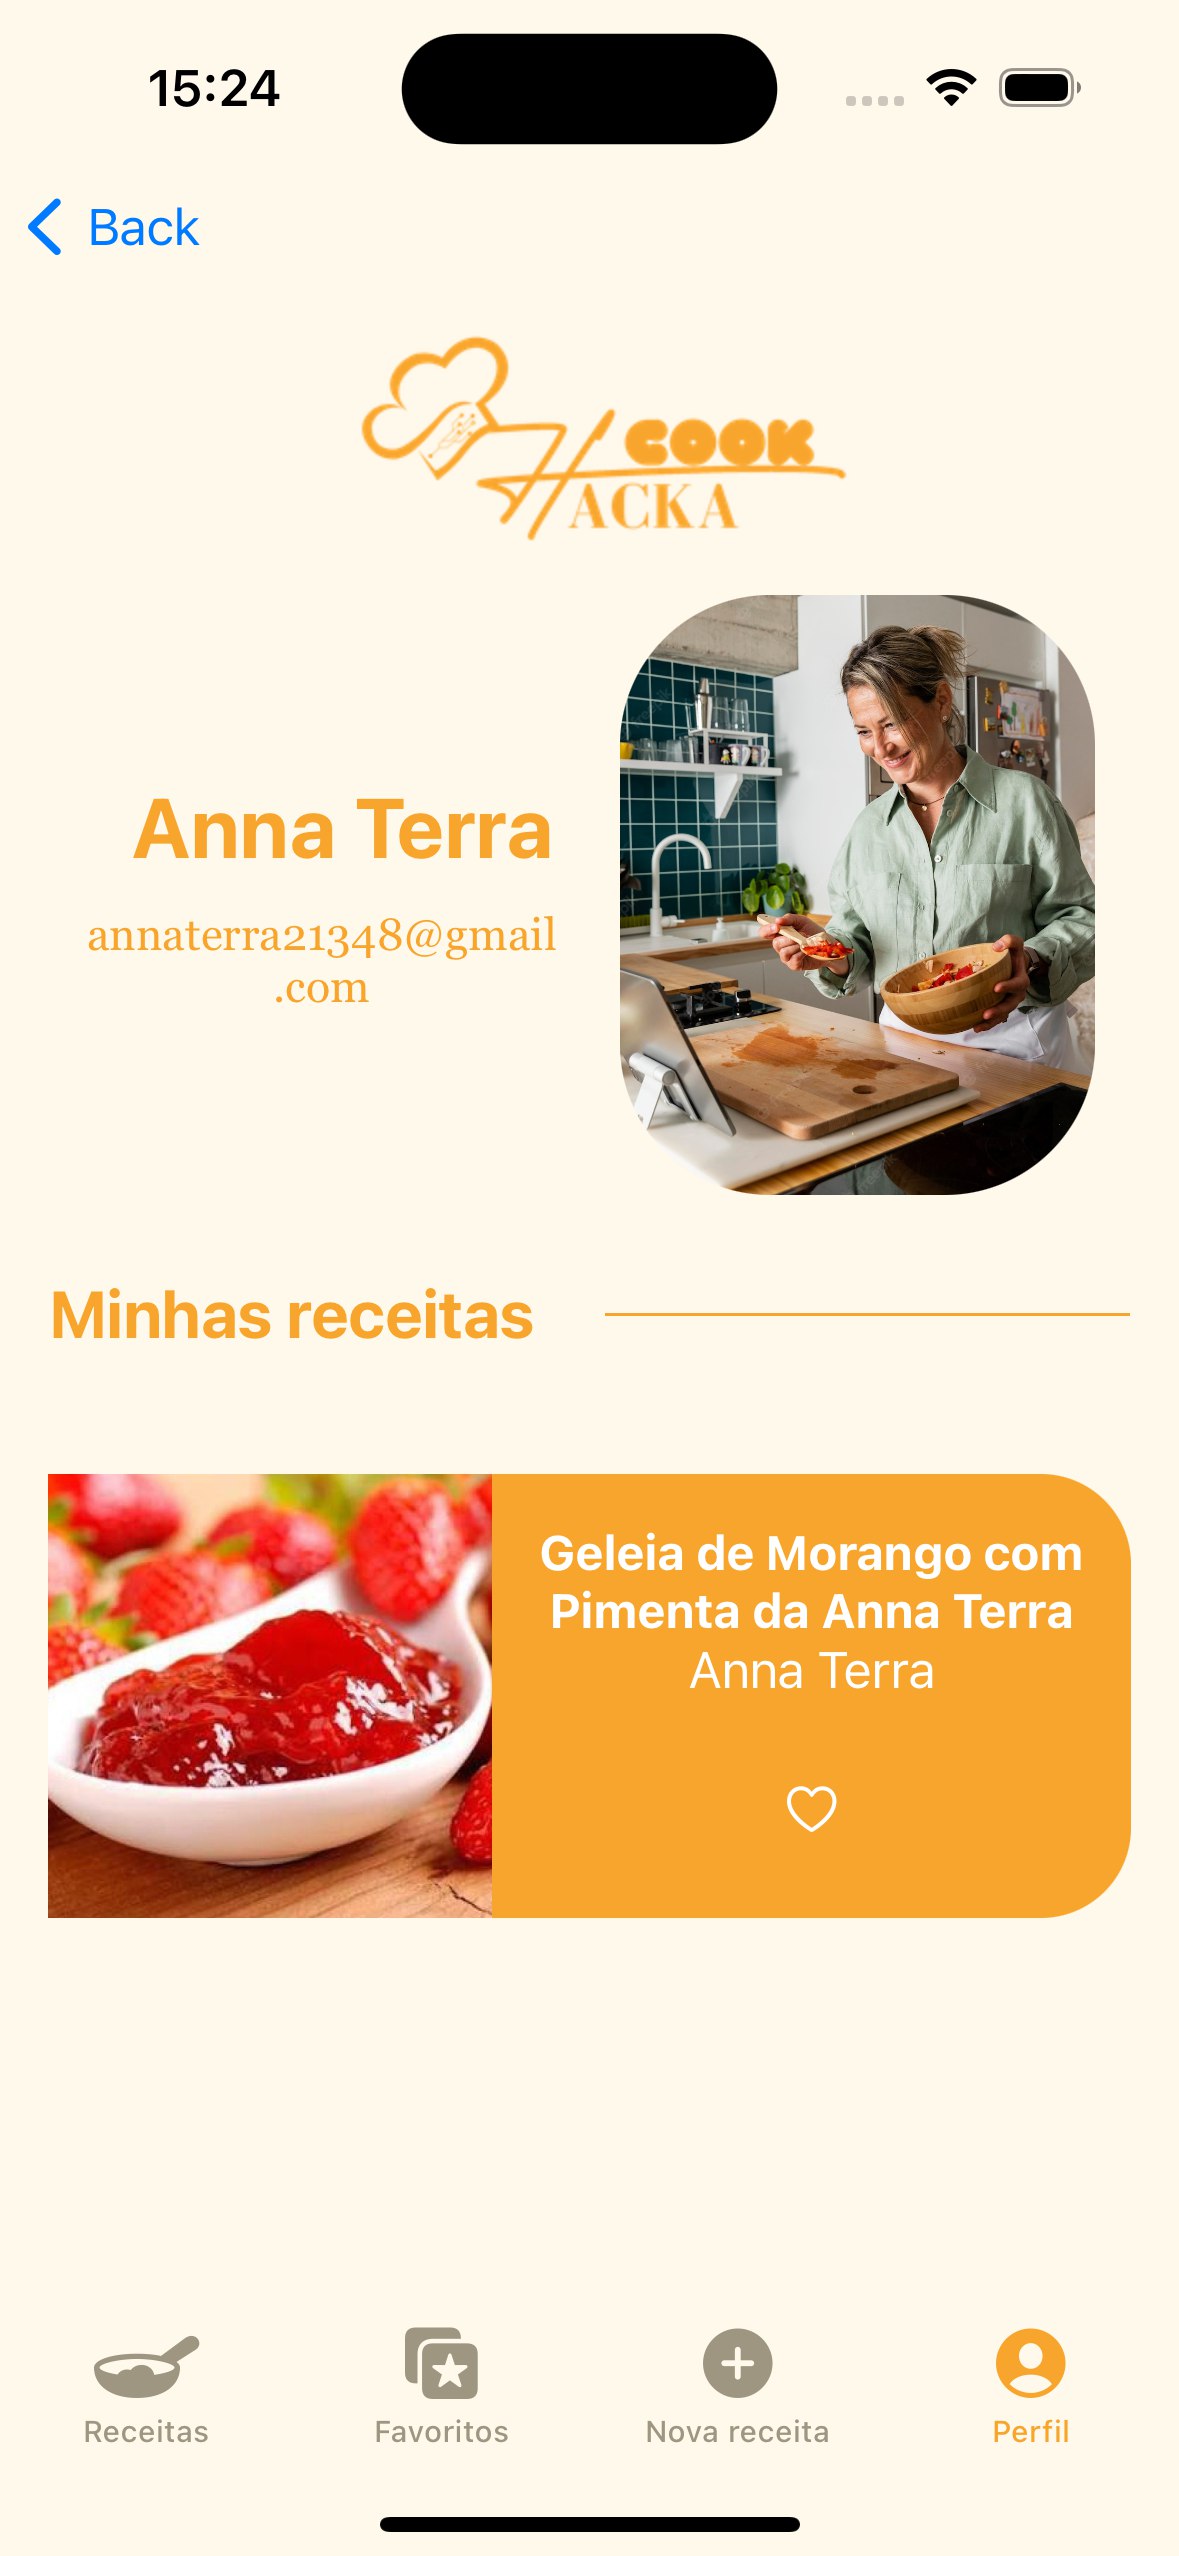 15:24
Back
COOK
HACKA
Anna Terra
annaterra21348@gmail
.com
Minhas receitas
Geleia de Morango com
Pimenta da Anna Terra
Anna Terra
Receitas
Favoritos
Nova receita
Perfil